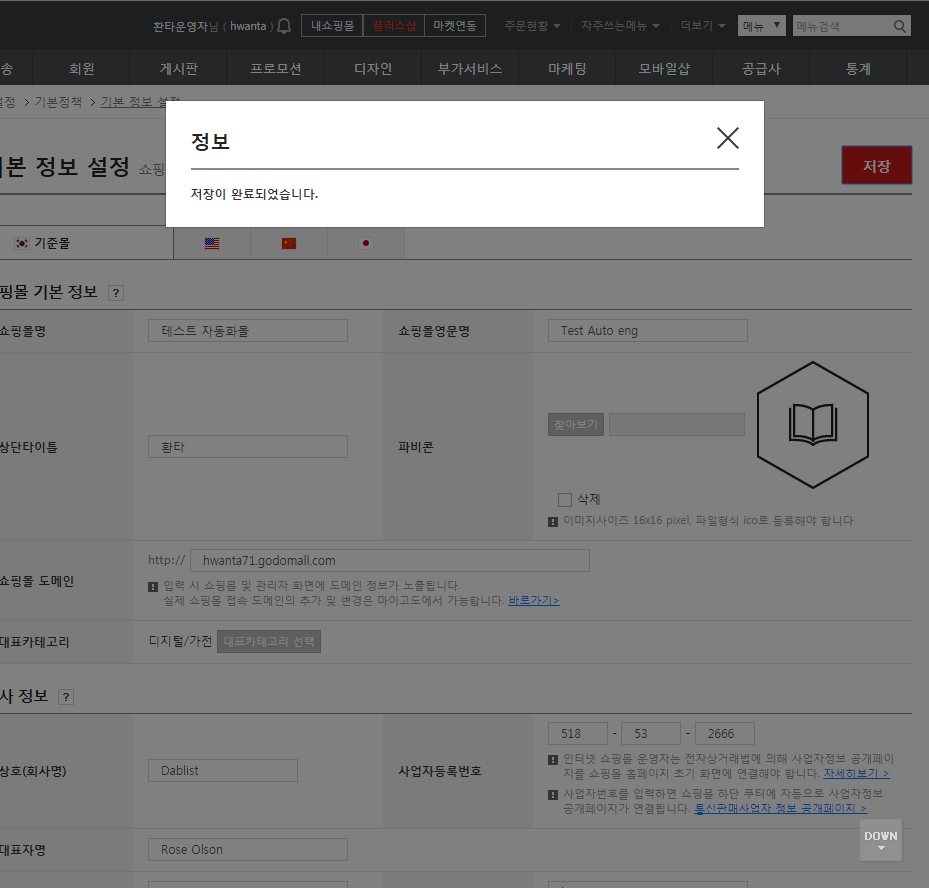 환타운영자님 ( hwanta )
내쇼핑몰 플러스샵 마켓연동
주문현황 자주쓰는메뉴 더보기
메뉴 메뉴검색
송 회원 게시판 프로모션 디자인 부가서비스 마케팅 모바일샵 공급사 통계
설정 > 기본정책 > 기본 정보 설정
정보
저장이 완료되었습니다.
기본 정보 설정 쇼핑
저장
기준몰
핑몰 기본 정보 ?
쇼핑몰명 테스트 자동화몰 쇼핑몰영문명 Test Auto eng
상단타이틀 환타 파비콘 찾아보기
삭제
이미지사이즈 16x16 pixel, 파일형식 ico로 등록해야 합니다
쇼핑몰 도메인 http:// hwanta71.godomall.com
입력 시 쇼핑몰 및 관리자 화면에 도메인 정보가 노출됩니다.
실제 쇼핑몰 접속 도메인의 추가 및 변경은 마이고도에서 가능합니다. 바로가기>
대표카테고리 디지털/가전 대표카테고리 선택
사 정보 ?
상호(회사명) Dablist 사업자등록번호 518 - 53 - 2666
인터넷 쇼핑몰 운영자는 전자상거래법에 의해 사업자정보 공개페이
지를 쇼핑몰 홈페이지 초기 화면에 연결해야 합니다. 자세히보기 >
사업자번호를 입력하면 쇼핑몰 하단 푸터에 자동으로 사업자정보
공개페이지가 연결됩니다. 통신판매사업자 정보 공개페이지 >
DOWN
대표자명 Rose Olson